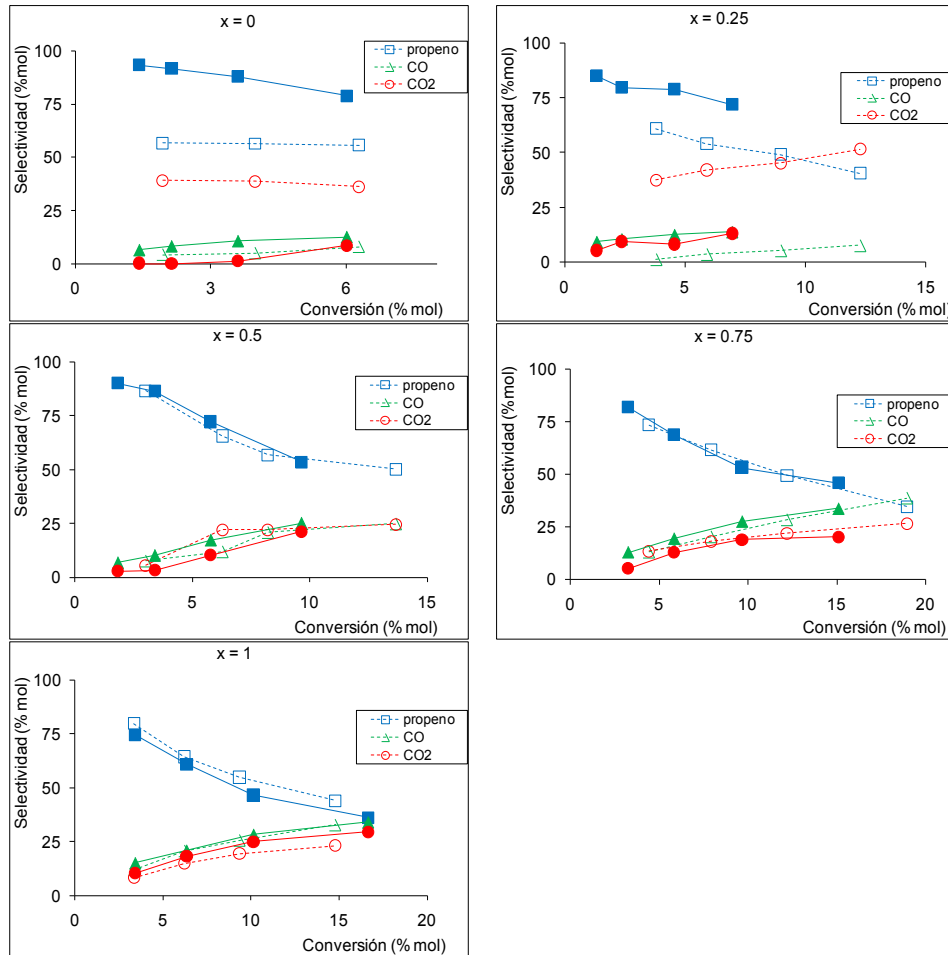 x = 0
Selectividad (%mol)
100
75
50
25
0
3
6
Conversión (% mol)
propeno
CO
CO2
x = 0.25
Selectividad (%mol)
100
75
50
25
0
0
5
10
15
Conversión (% mol)
propeno
CO
CO2
x = 0.5
Selectividad (% mol)
100
75
50
25
0
0
5
10
15
Conversión (% mol)
propeno
CO
CO2
x = 0.75
Selectividad (%mol)
100
75
50
25
0
0
5
10
15
20
Conversión (% mol)
propeno
CO
CO2
x = 1
Selectividad (% mol)
100
75
50
25
0
0
5
10
15
20
Conversión (% mol)
propeno
CO
CO2